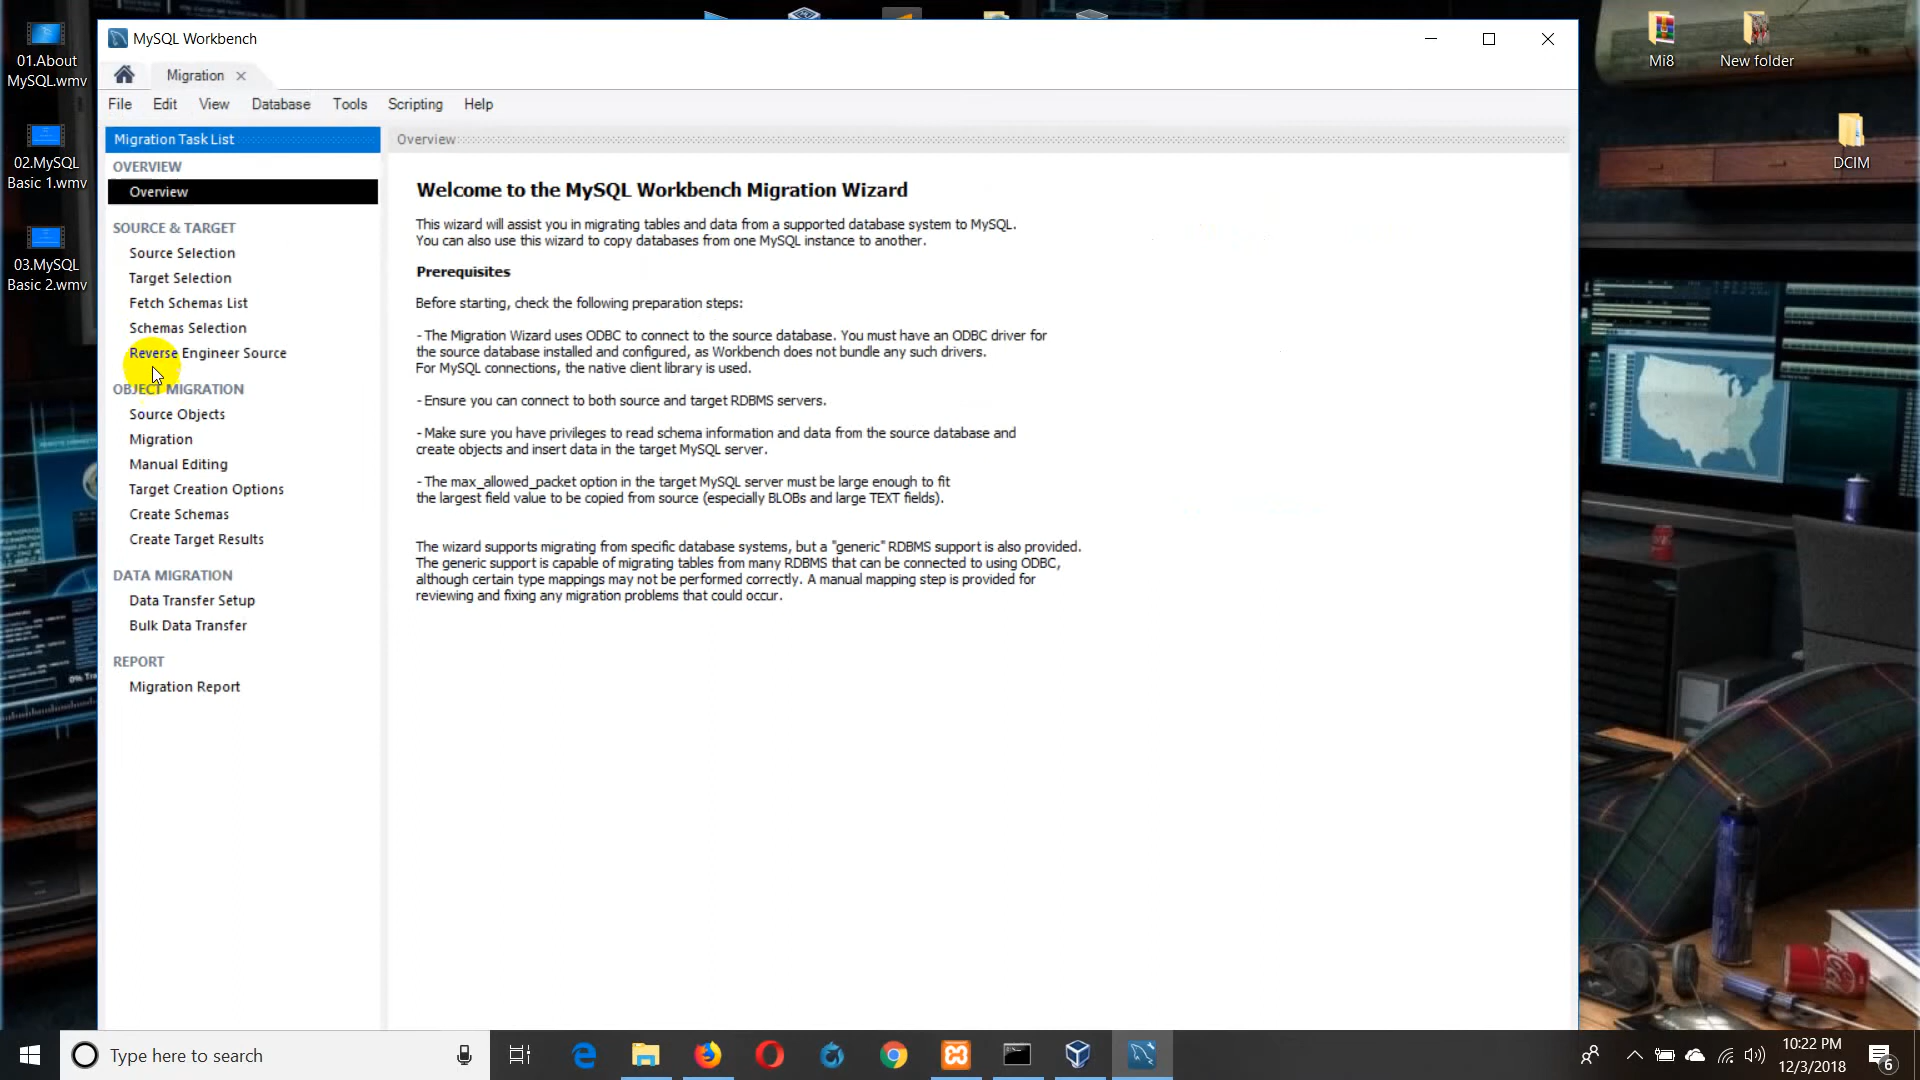 01.About
MySQL.wmv
02.MySQL
Basic 1.wmv
03.MySQL
Basic 2.wmv
MySQL Workbench
Migration
File Edit View Database Tools Scripting Help
Migration Task List
OVERVIEW
Overview
SOURCE & TARGET
Source Selection
Target Selection
Fetch Schemas List
Schemas Selection
Reverse Engineer Source
OBJECT MIGRATION
Source Objects
Migration
Manual Editing
Target Creation Options
Create Schemas
Create Target Results
DATA MIGRATION
Data Transfer Setup
Bulk Data Transfer
REPORT
Migration Report
Overview
Welcome to the MySQL Workbench Migration Wizard
This wizard will assist you in migrating tables and data from a supported database system to MySQL.
You can also use this wizard to copy databases from one MySQL instance to another.
Prerequisites
Before starting, check the following preparation steps:
- The Migration Wizard uses ODBC to connect to the source database. You must have an ODBC driver for
the source database installed and configured, as Workbench does not bundle any such drivers.
For MySQL connections, the native client library is used.
- Ensure you can connect to both source and target RDBMS servers.
- Make sure you have privileges to read schema information and data from the source database and
create objects and insert data in the target MySQL server.
- The max_allowed_packet option in the target MySQL server must be large enough to fit
the largest field value to be copied from source (especially BLOBs and large TEXT fields).
The wizard supports migrating from specific database systems, but a "generic" RDBMS support is also provided.
The generic support is capable of migrating tables from many RDBMS that can be connected to using ODBC,
although certain type mappings may not be performed correctly. A manual mapping step is provided for
reviewing and fixing any migration problems that could occur.
Mi8
New folder
DCIM
Type here to search
10:22 PM
12/3/2018
6